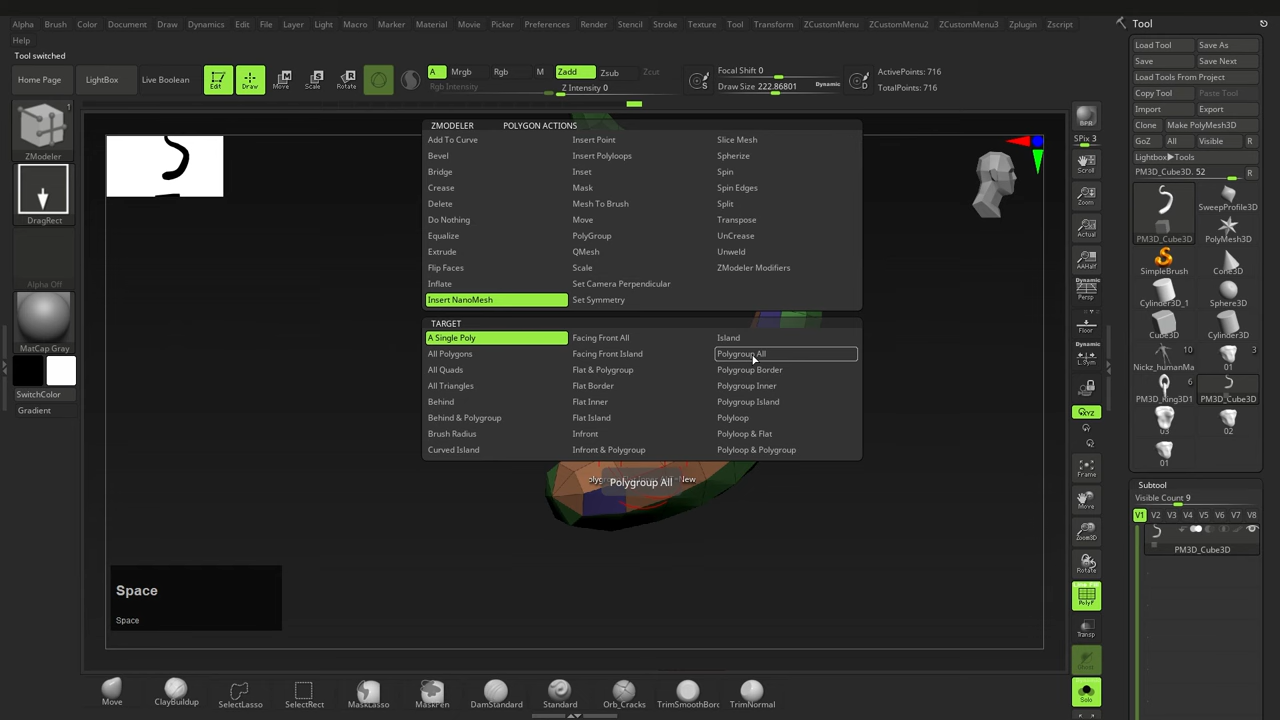 Alpha Brush Color Document Draw Dynamics Edit File Layer Light Macro Marker Material Movie Picker Preferences Render Stencil Stroke Texture Tool Transform ZCustomMenu ZCustomMenu2 ZCustomMenu3 Zplugin Zscript
Help
Tool switched
Home Page LightBox Live Boolean
Edit Draw Move Scale Rotate
A Mrgb Rgb M
Rgb Intensity
Zadd Zsub Zcut
Z Intensity 0
S
Focal Shift 0
Draw Size 222.86801 Dynamic
D
ActivePoints: 716
TotalPoints: 716
1
ZModeler
DragRect
Alpha Off
MatCap Gray
SwitchColor
Gradient
ZMODELER POLYGON ACTIONS
Add To Curve Insert Point Slice Mesh
Bevel Insert Polyloops Spherize
Bridge Inset Spin
Crease Mask Spin Edges
Delete Mesh To Brush Split
Do Nothing Move Transpose
Equalize PolyGroup UnCrease
Extrude QMesh Unweld
Flip Faces Scale ZModeler Modifiers
Inflate Set Camera Perpendicular
Insert NanoMesh Set Symmetry
TARGET
A Single Poly Facing Front All Island
All Polygons Facing Front Island Polygroup All
All Quads Flat & Polygroup Polygroup Border
All Triangles Flat Border Polygroup Inner
Behind Flat Inner Polygroup Island
Behind & Polygroup Flat Island Polyloop
Brush Radius Infront Polyloop & Flat
Curved Island Infront & Polygroup Polyloop & Polygroup
Polygroup All
Space
Space
BPR
SPix 3
Scroll
Zoom
Actual
AAHalf
Dynamic
Persp
Floor
L.Sym
XYZ
Y
Z
Frame
Move
Zoom3D
Rotate
PolyF
Transp
Dynamic
Solo
Tool
Load Tool Save As
Save Save Next
Load Tools From Project
Copy Tool Paste Tool
Import Export
Clone Make PolyMesh3D
GoZ All Visible R
Lightbox▶Tools
PM3D_Cube3D. 52 R
PM3D_Cube3D
SweepProfile3D
PolyMesh3D
SimpleBrush Cone3D
Cylinder3D_1 Sphere3D
Cube3D Cylinder3D
10 3
Nickz_humanMa 01
6
PM3D_Ring3D1 PM3D_Cube3D
03 02
01
Subtool
Visible Count 9
V1 V2 V3 V4 V5 V6 V7 V8
PM3D_Cube3D
Move ClayBuildup SelectLasso SelectRect MaskLasso MaskPen DamStandard Standard Orb_Cracks TrimSmoothBorc TrimNormal